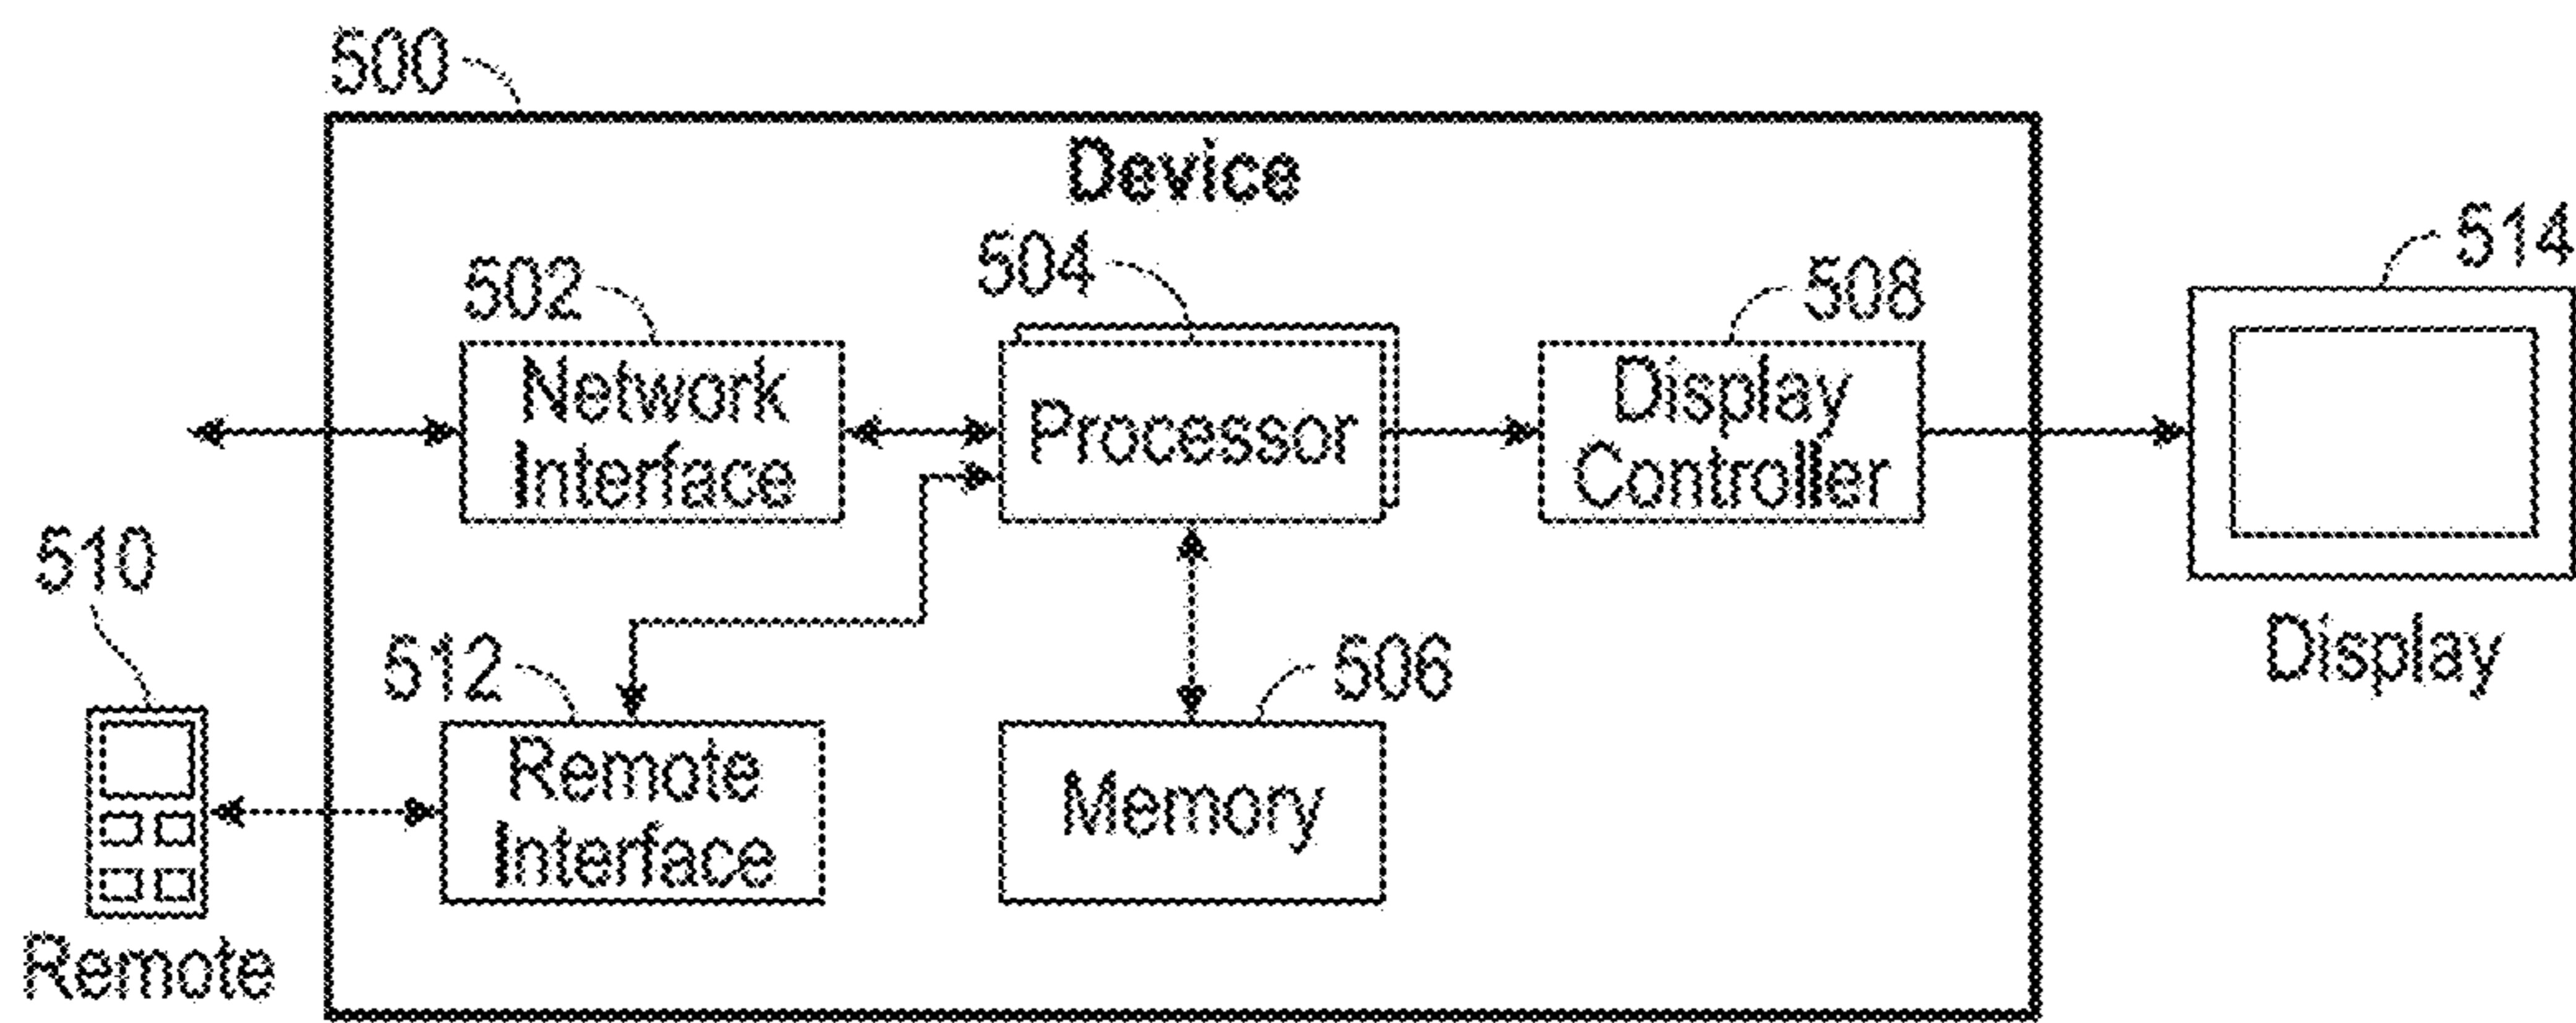 500
Device
514
504
502
508
Network
Interface
Processor
Display
Controller
510
512
506
Display
Remote
Interface
Memory
Remote